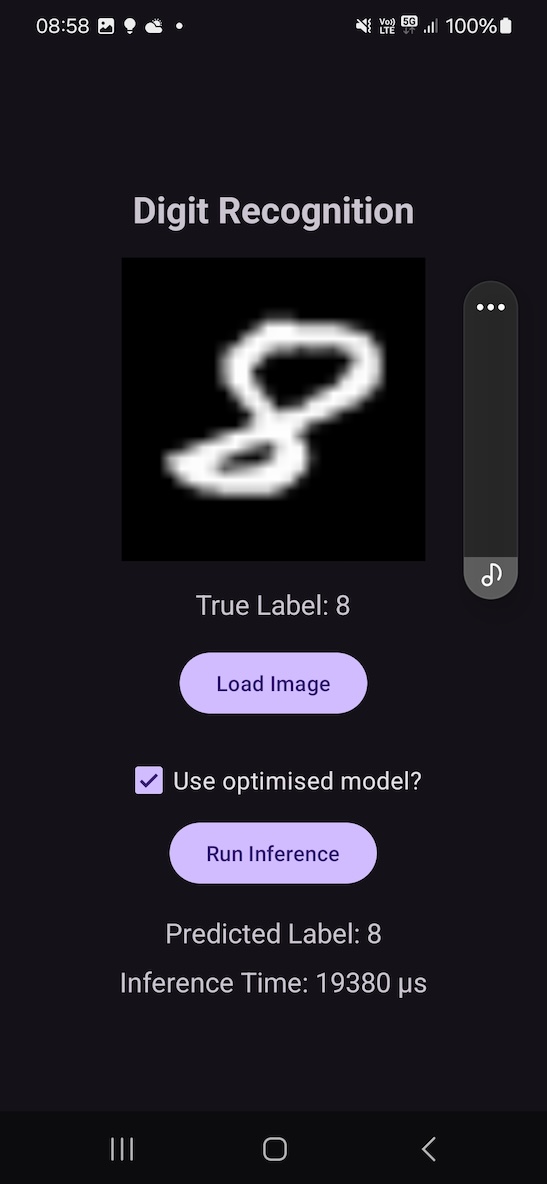 08:58 Vo)) LTE 5G 100%
Digit Recognition
8
True Label: 8
Load Image
Use optimised model?
Run Inference
Predicted Label: 8
Inference Time: 19380 µs